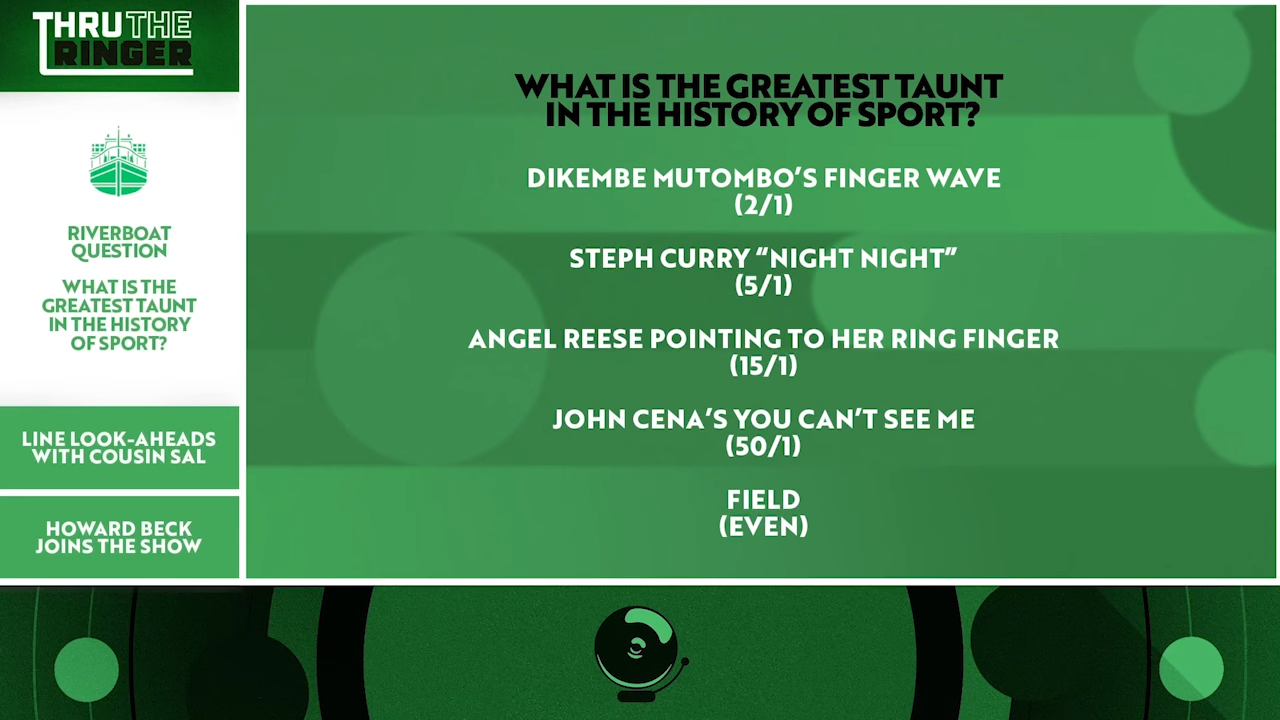 THRU THE
RINGER
RIVERBOAT
QUESTION
WHAT IS THE
GREATEST TAUNT
IN THE HISTORY
OF SPORT?
LINE LOOK-AHEADS
WITH COUSIN SAL
HOWARD BECK
JOINS THE SHOW
WHAT IS THE GREATEST TAUNT
IN THE HISTORY OF SPORT?
DIKEMBE MUTOMBO’S FINGER WAVE
(2/1)
STEPH CURRY “NIGHT NIGHT”
(5/1)
ANGEL REESE POINTING TO HER RING FINGER
(15/1)
JOHN CENA’S YOU CAN’T SEE ME
(50/1)
FIELD
(EVEN)